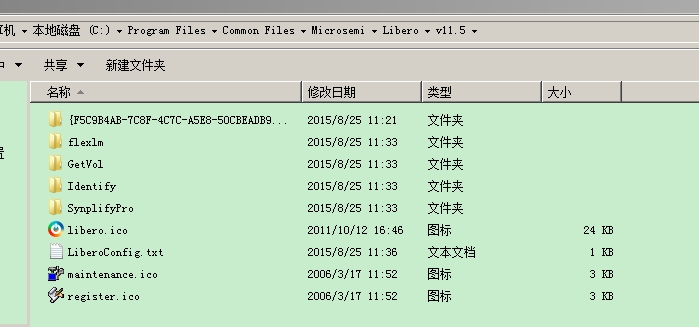 机 本地磁盘 (C:) Program Files Common Files Microsemi Libero v11.5
中 共享 新建文件夹
名称 修改日期 类型 大小
{F5C9B4AB-7C8F-4C7C-A5E8-50CBEADB9... 2015/8/25 11:21 文件夹
flexlm 2015/8/25 11:33 文件夹
GetVol 2015/8/25 11:33 文件夹
Identify 2015/8/25 11:33 文件夹
SynplifyPro 2015/8/25 11:33 文件夹
libero.ico 2011/10/12 16:46 图标 24 KB
LiberoConfig.txt 2015/8/25 11:36 文本文档 1 KB
maintenance.ico 2006/3/17 11:52 图标 3 KB
register.ico 2006/3/17 11:52 图标 3 KB